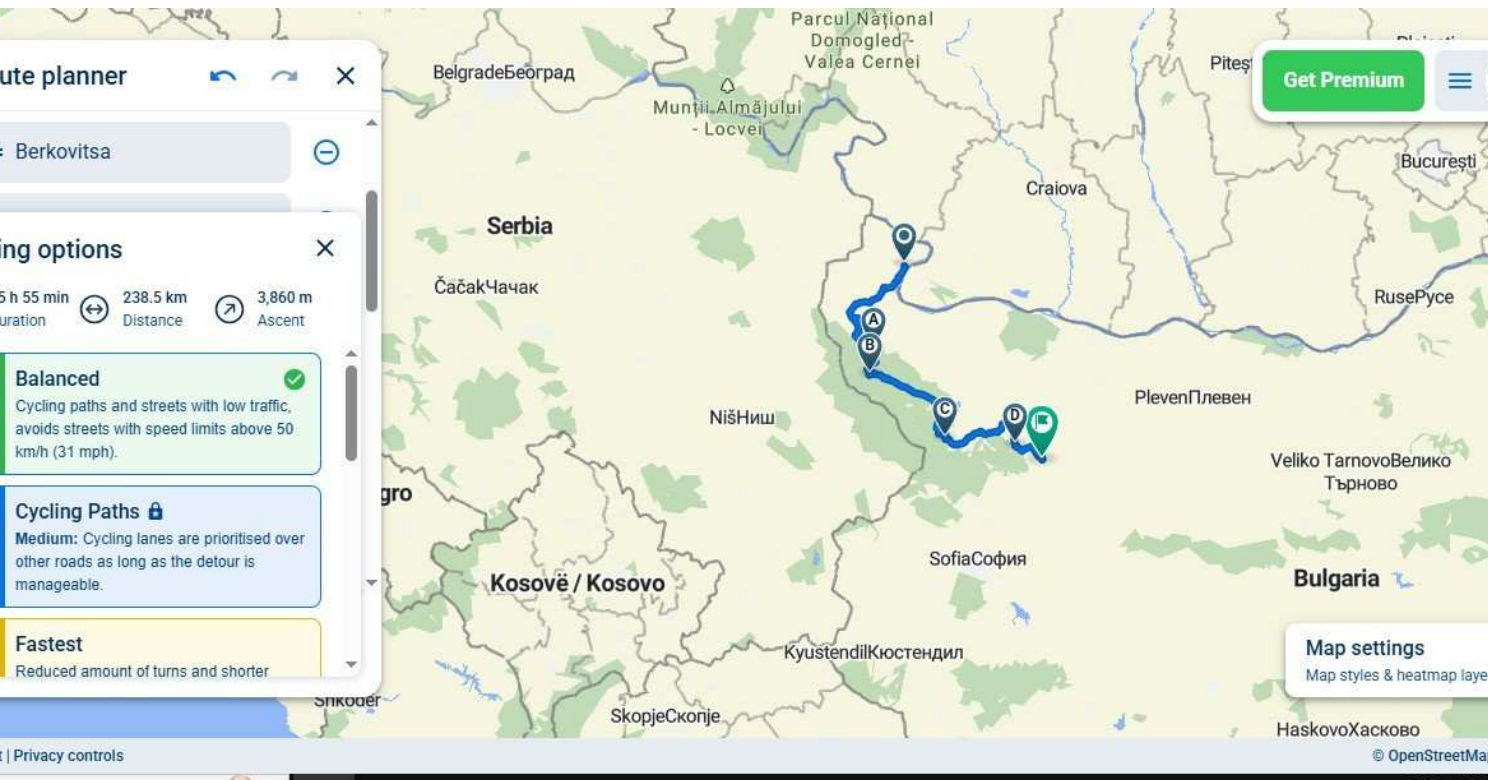 ute planner
Berkovitsa
ing options
5 h 55 min
uration
238.5 km
Distance
3,860 m
Ascent
Balanced
Cycling paths and streets with low traffic,
avoids streets with speed limits above 50
km/h (31 mph).
Cycling Paths
Medium: Cycling lanes are prioritised over
other roads as long as the detour is
manageable.
Fastest
Reduced amount of turns and shorter
t | Privacy controls
Parcul Național
Domogled-
Valea Cernei
BelgradeБеоград
Munții Almăjului
- Locvei
Pitești
Get Premium
București
Craiova
Serbia
ČačakЧачак
RusePyce
A
B
C
D
NišНиш
PlevenПлевен
Veliko TarnovoВелико
Търново
gro
SofiaСофия
Kosovë / Kosovo
Bulgaria
KyustendilКюстендил
Map settings
Map styles & heatmap laye
Shkodër
SkopjeСкопје
HaskovoХасково
© OpenStreetMap